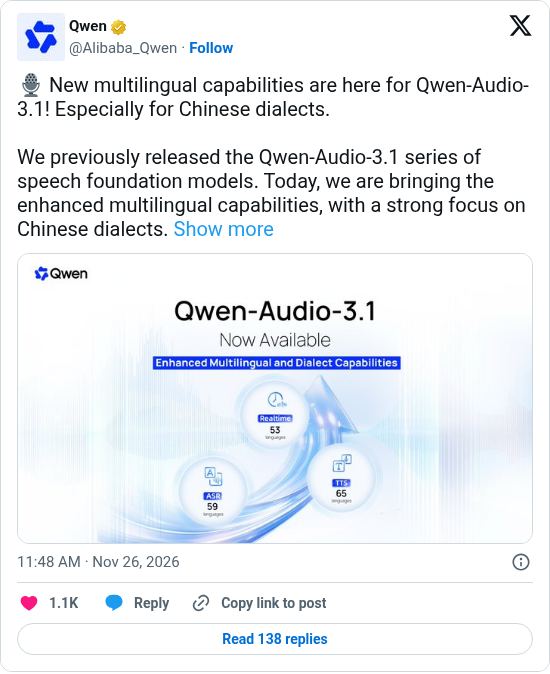 Qwen
@Alibaba_Qwen · Follow
🎙️ New multilingual capabilities are here for Qwen-Audio-
3.1! Especially for Chinese dialects.
We previously released the Qwen-Audio-3.1 series of
speech foundation models. Today, we are bringing the
enhanced multilingual capabilities, with a strong focus on
Chinese dialects. Show more
Qwen
Qwen-Audio-3.1
Now Available
Enhanced Multilingual and Dialect Capabilities
Realtime
53
languages
ASR
59
languages
TTS
65
languages
11:48 AM · Nov 26, 2026
1.1K Reply Copy link to post
Read 138 replies